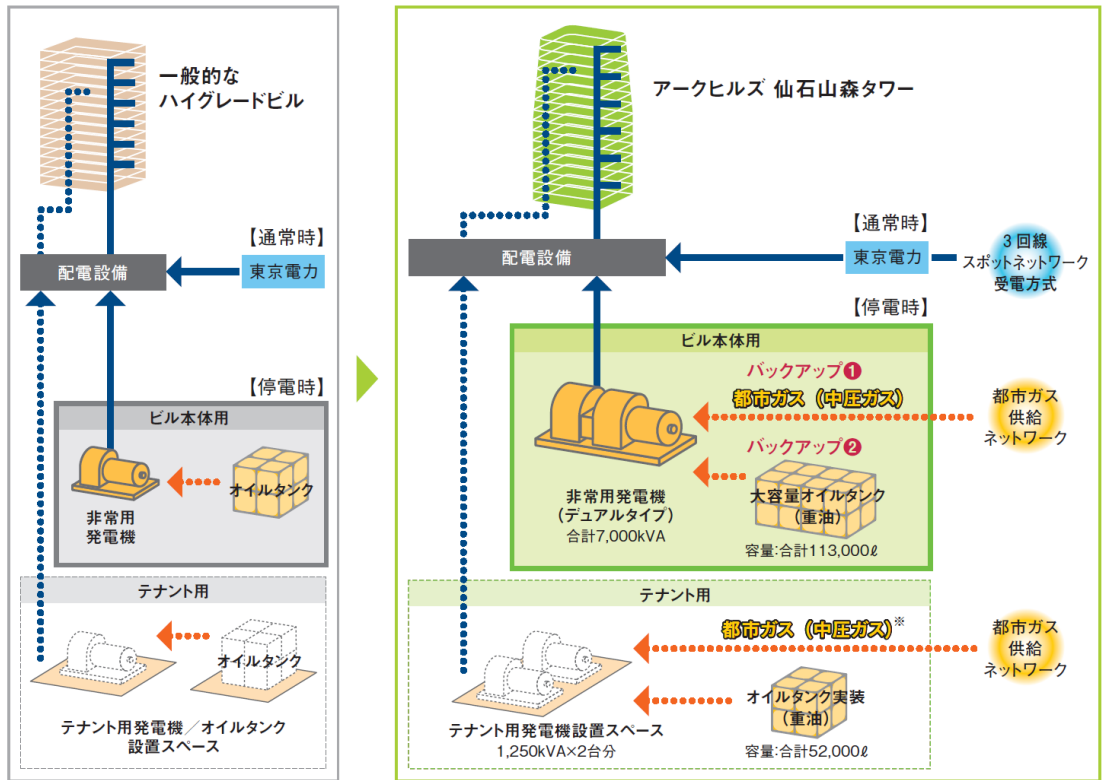 一般的な
ハイグレードビル
【通常時】
配電設備
東京電力
【停電時】
ビル本体用
オイルタンク
非常用
発電機
テナント用
オイルタンク
テナント用発電機／オイルタンク
設置スペース
アークヒルズ 仙石山森タワー
【通常時】
配電設備
東京電力
3回線
スポットネットワーク
受電方式
【停電時】
ビル本体用
バックアップ❶
都市ガス（中圧ガス）
都市ガス
供給
ネットワーク
バックアップ❷
非常用発電機
（デュアルタイプ）
合計7,000kVA
大容量オイルタンク
（重油）
容量:合計113,000ℓ
テナント用
都市ガス（中圧ガス）※
都市ガス
供給
ネットワーク
オイルタンク実装
（重油）
テナント用発電機設置スペース
1,250kVA×2台分
容量:合計52,000ℓ